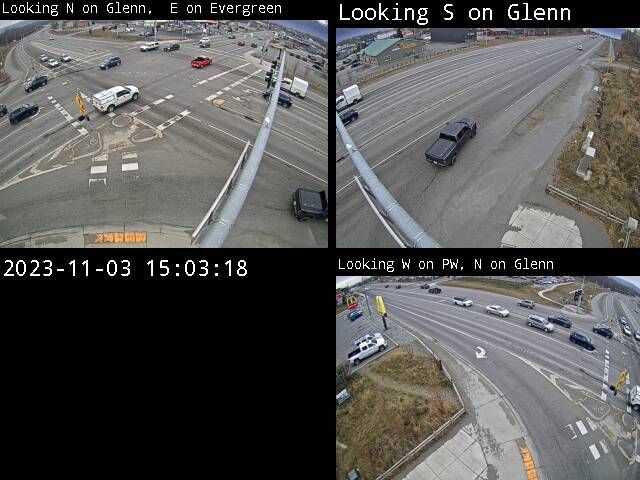 Looking N on Glenn, E on Evergreen
Looking S on Glenn
2023-11-03 15:03:18
Looking W on PW, N on Glenn